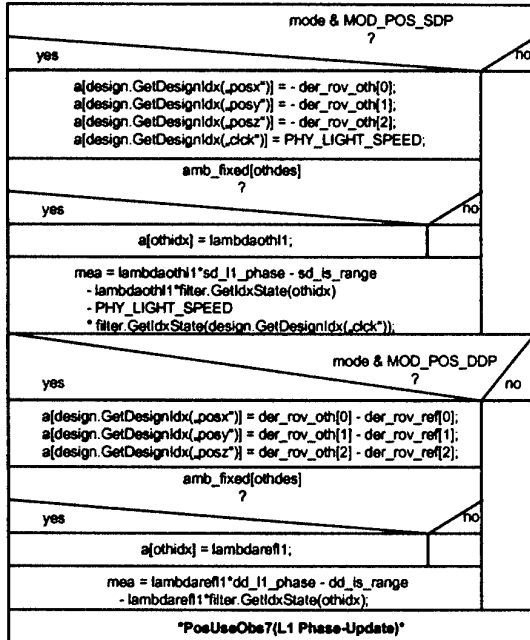 mode & MOD_POS_SDP
?
yes
no
a[design.GetDesignIdx(„posx“)] = - der_rov_oth[0];
a[design.GetDesignIdx(„posy“)] = - der_rov_oth[1];
a[design.GetDesignIdx(„posz“)] = - der_rov_oth[2];
a[design.GetDesignIdx(„clck“)] = PHY_LIGHT_SPEED;
amb_fixed[othdes]
?
yes
no
a[othidx] = lambdaothl1;
mea = lambdaothl1*sd_l1_phase - sd_is_range
- lambdaothl1*filter.GetIdxState(othidx)
- PHY_LIGHT_SPEED
* filter.GetIdxState(design.GetDesignIdx(„clck“));
mode & MOD_POS_DDP
?
yes
no
a[design.GetDesignIdx(„posx“)] = der_rov_oth[0] - der_rov_ref[0];
a[design.GetDesignIdx(„posy“)] = der_rov_oth[1] - der_rov_ref[1];
a[design.GetDesignIdx(„posz“)] = der_rov_oth[2] - der_rov_ref[2];
amb_fixed[othdes]
?
yes
no
a[othidx] = lambdarefl1;
mea = lambdarefl1*dd_l1_phase - dd_is_range
- lambdarefl1*filter.GetIdxState(othidx);
"PosUseObs7(L1 Phase-Update)"